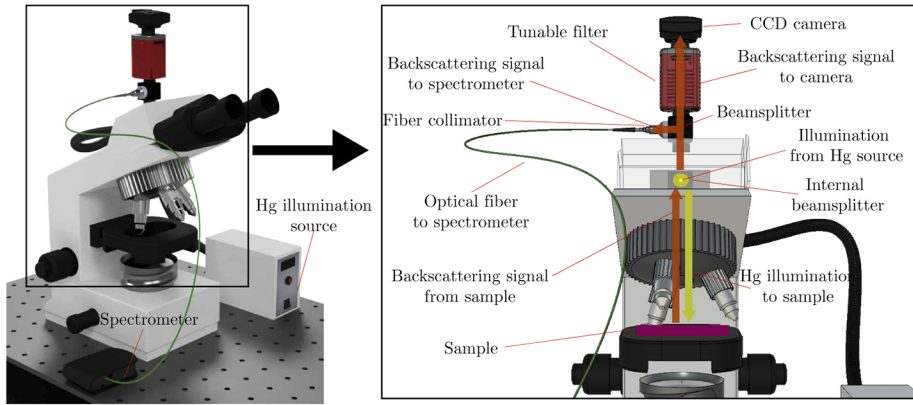 Hg illumination
source
Spectrometer
CCD camera
Tunable filter
Backscattering signal
to spectrometer
Backscattering signal
to camera
Fiber collimator
Beamsplitter
Illumination
from Hg source
Optical fiber
to spectrometer
Internal
beamsplitter
Backscattering signal
from sample
Hg illumination
to sample
Sample